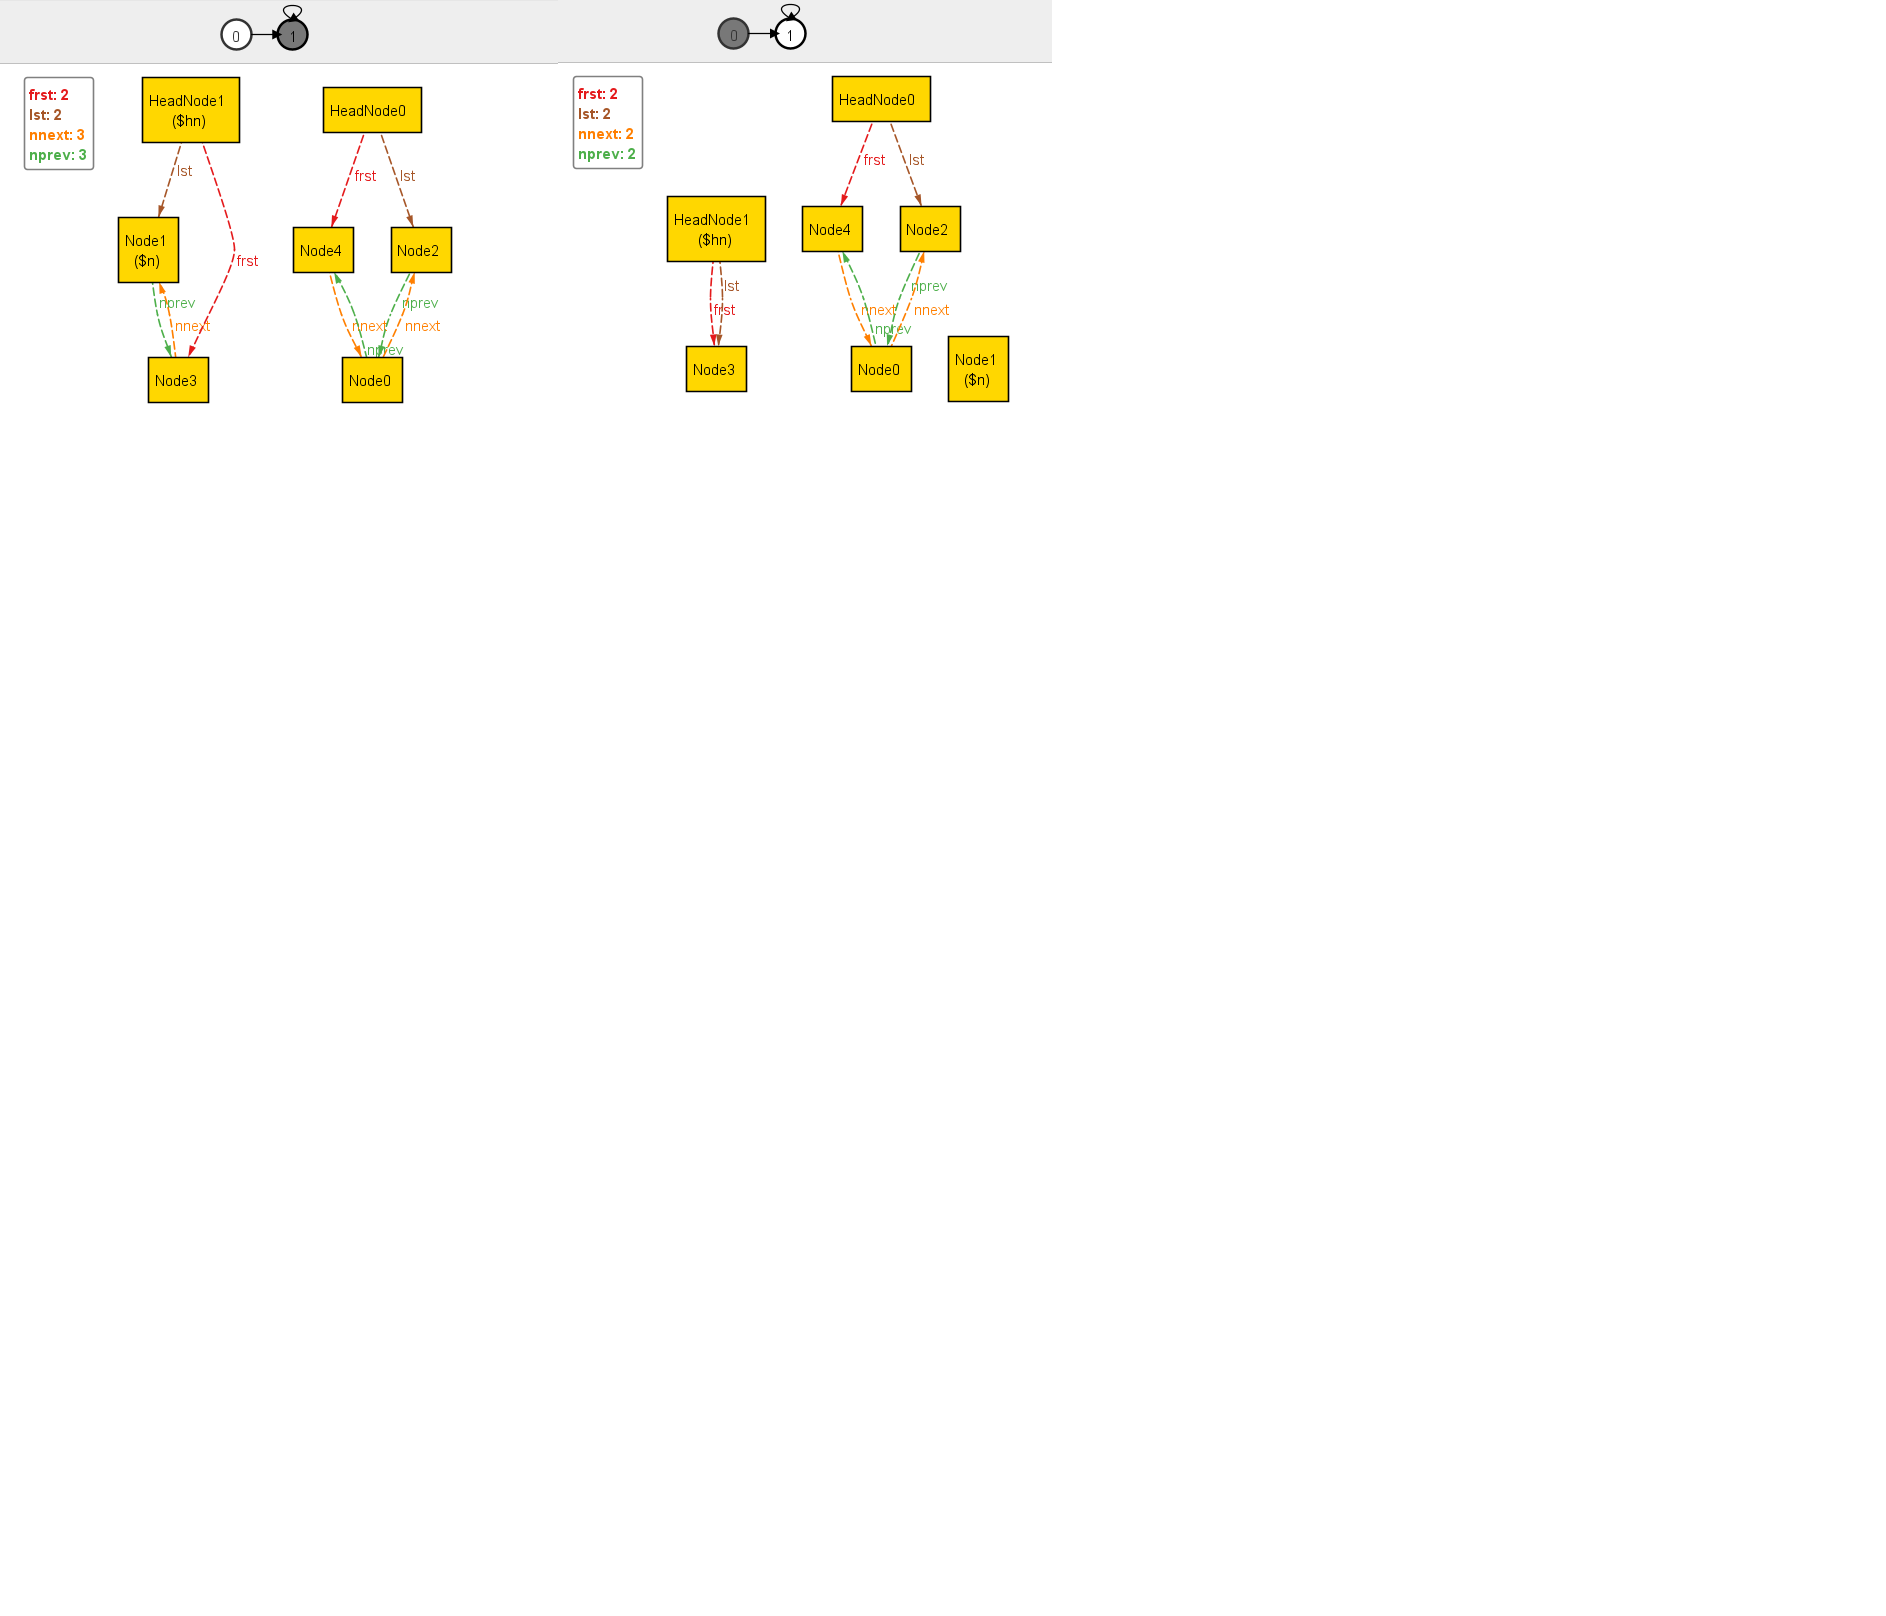 0
1
frst: 2
lst: 2
nnext: 3
nprev: 3
HeadNode1
($hn)
HeadNode0
lst
frst
lst
Node1
($n)
frst
Node4
Node2
nprev
nnext
nprev
nnext
nnext
nprev
Node3
Node0
0
1
frst: 2
lst: 2
nnext: 2
nprev: 2
HeadNode0
frst
lst
HeadNode1
($hn)
Node4
Node2
lst
frst
nprev
nnext
nnext
nprev
Node3
Node0
Node1
($n)